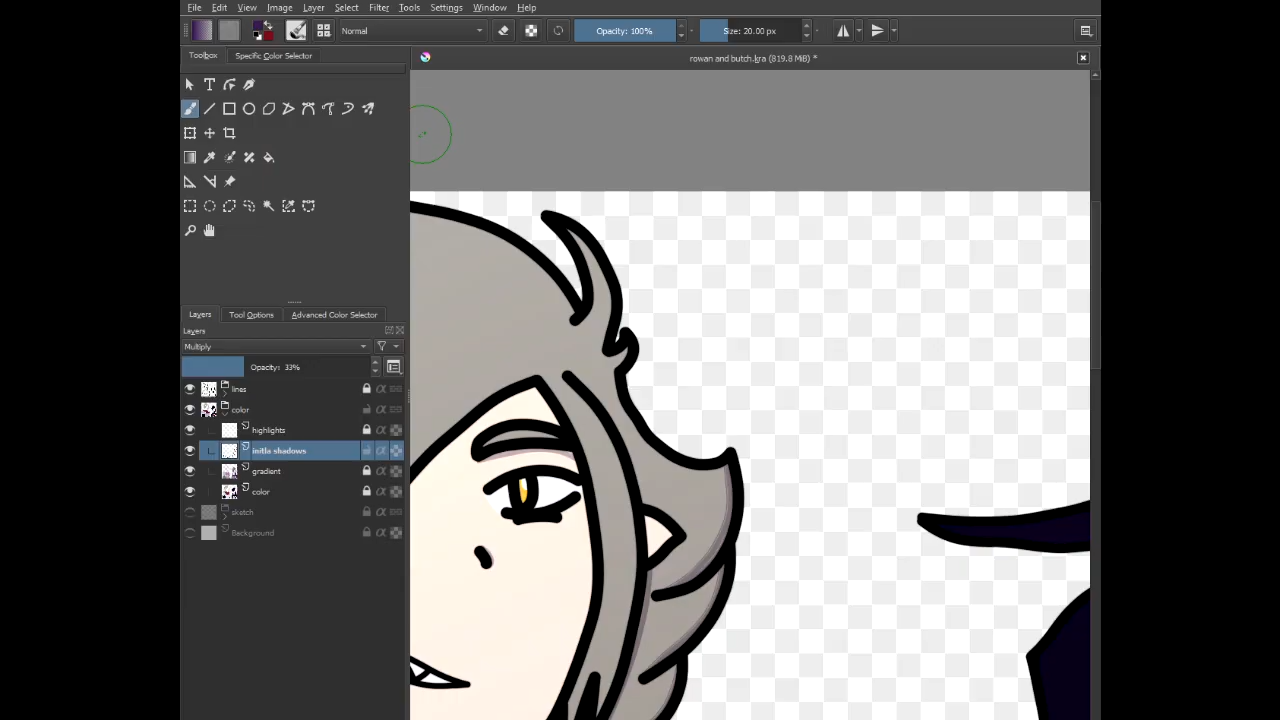 File Edit View Image Layer Select Filter Tools Settings Window Help
Normal Opacity: 100% Size: 20.00 px
Toolbox Specific Color Selector
rowan and butch.kra (819.8 MiB) *
Layers Tool Options Advanced Color Selector
Layers
Multiply
Opacity: 33%
lines
color
highlights
initla shadows
gradient
color
sketch
Background